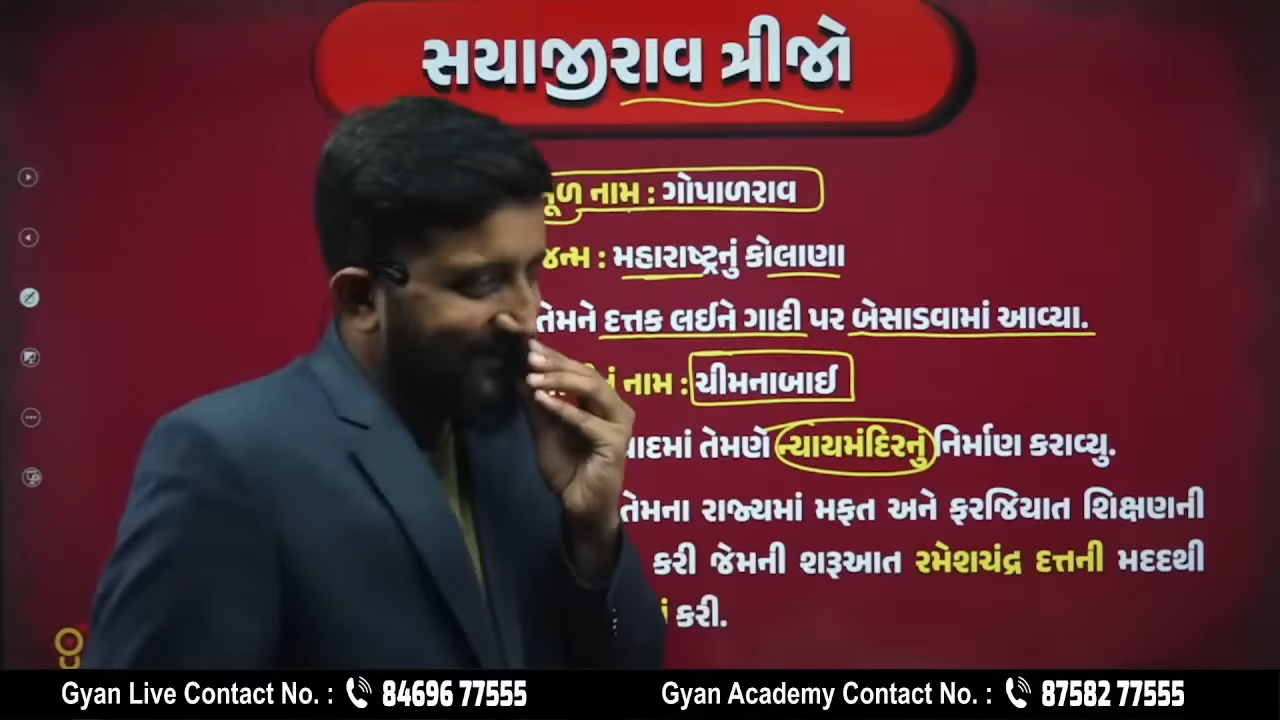 સયાજીરાવ ત્રીજો
નામ : ગોપાળરાવ
જન્મ : મહારાષ્ટ્રનું કોલાણા
તેમને દત્તક લઈને ગાદી પર બેસાડવામાં આવ્યા.
નામ : ચીમનાબાઈ
તેમણે ન્યાયમંદિરનું નિર્માણ કરાવ્યુ.
તેમના રાજ્યમાં મફત અને ફરજિયાત શિક્ષણની
કરી જેમની શરૂઆત રમેશચંદ્ર દત્તની મદદથી
કરી.
Gyan Live Contact No. : 84696 77555
Gyan Academy Contact No. : 87582 77555